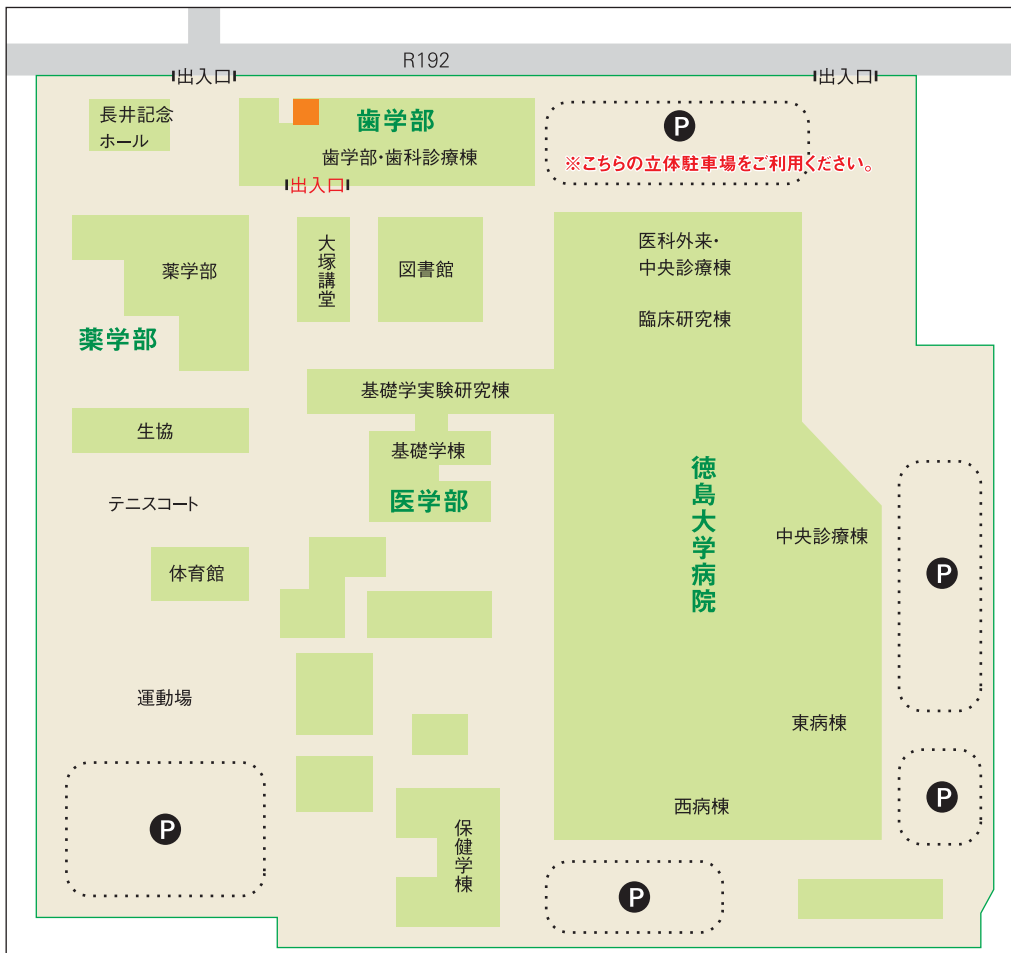 R192
出入口
出入口
長井記念
ホール
歯学部
歯学部・歯科診療棟
出入口
P
※こちらの立体駐車場をご利用ください。
薬学部
薬学部
大塚講堂
図書館
医科外来・
中央診療棟
臨床研究棟
基礎学実験研究棟
生協
基礎学棟
医学部
徳島大学病院
テニスコート
中央診療棟
体育館
P
運動場
東病棟
P
西病棟
P
保健学棟
P